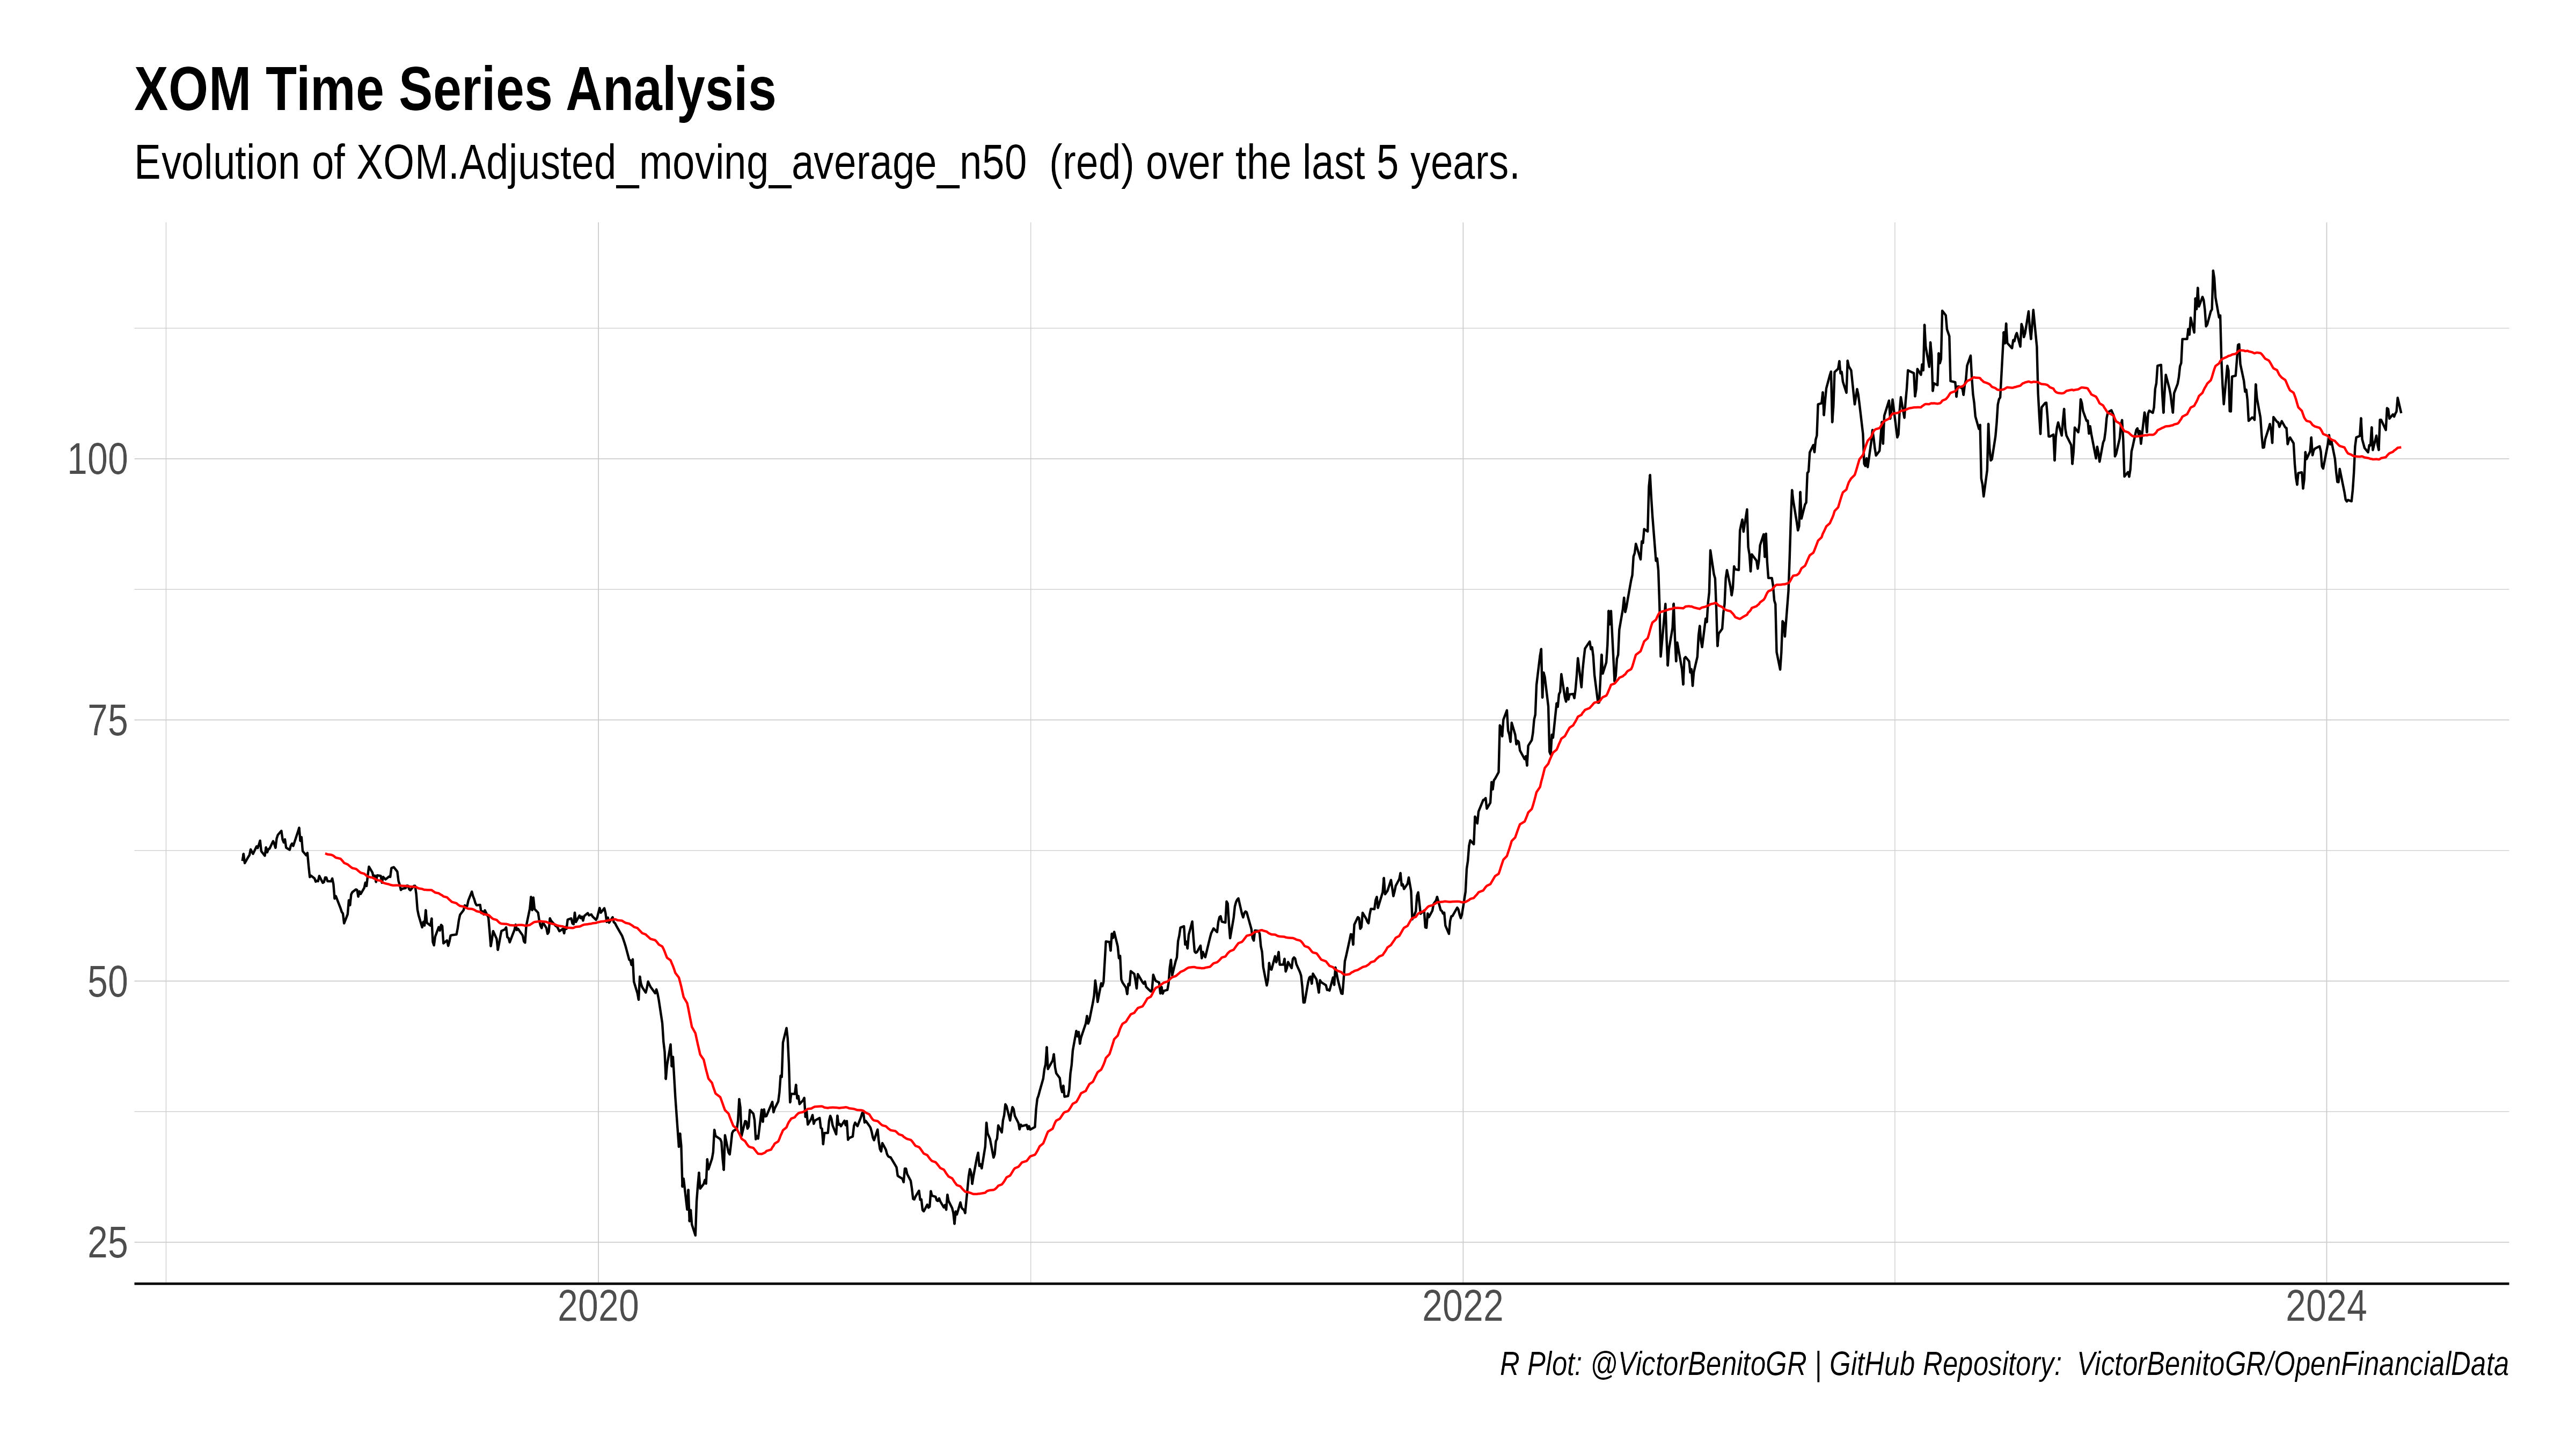 XOM Time Series Analysis
Evolution of XOM.Adjusted_moving_average_n50  (red) over the last 5 years.
100
75
50
25
2020 2022 2024
R Plot: @VictorBenitoGR | GitHub Repository:  VictorBenitoGR/OpenFinancialData